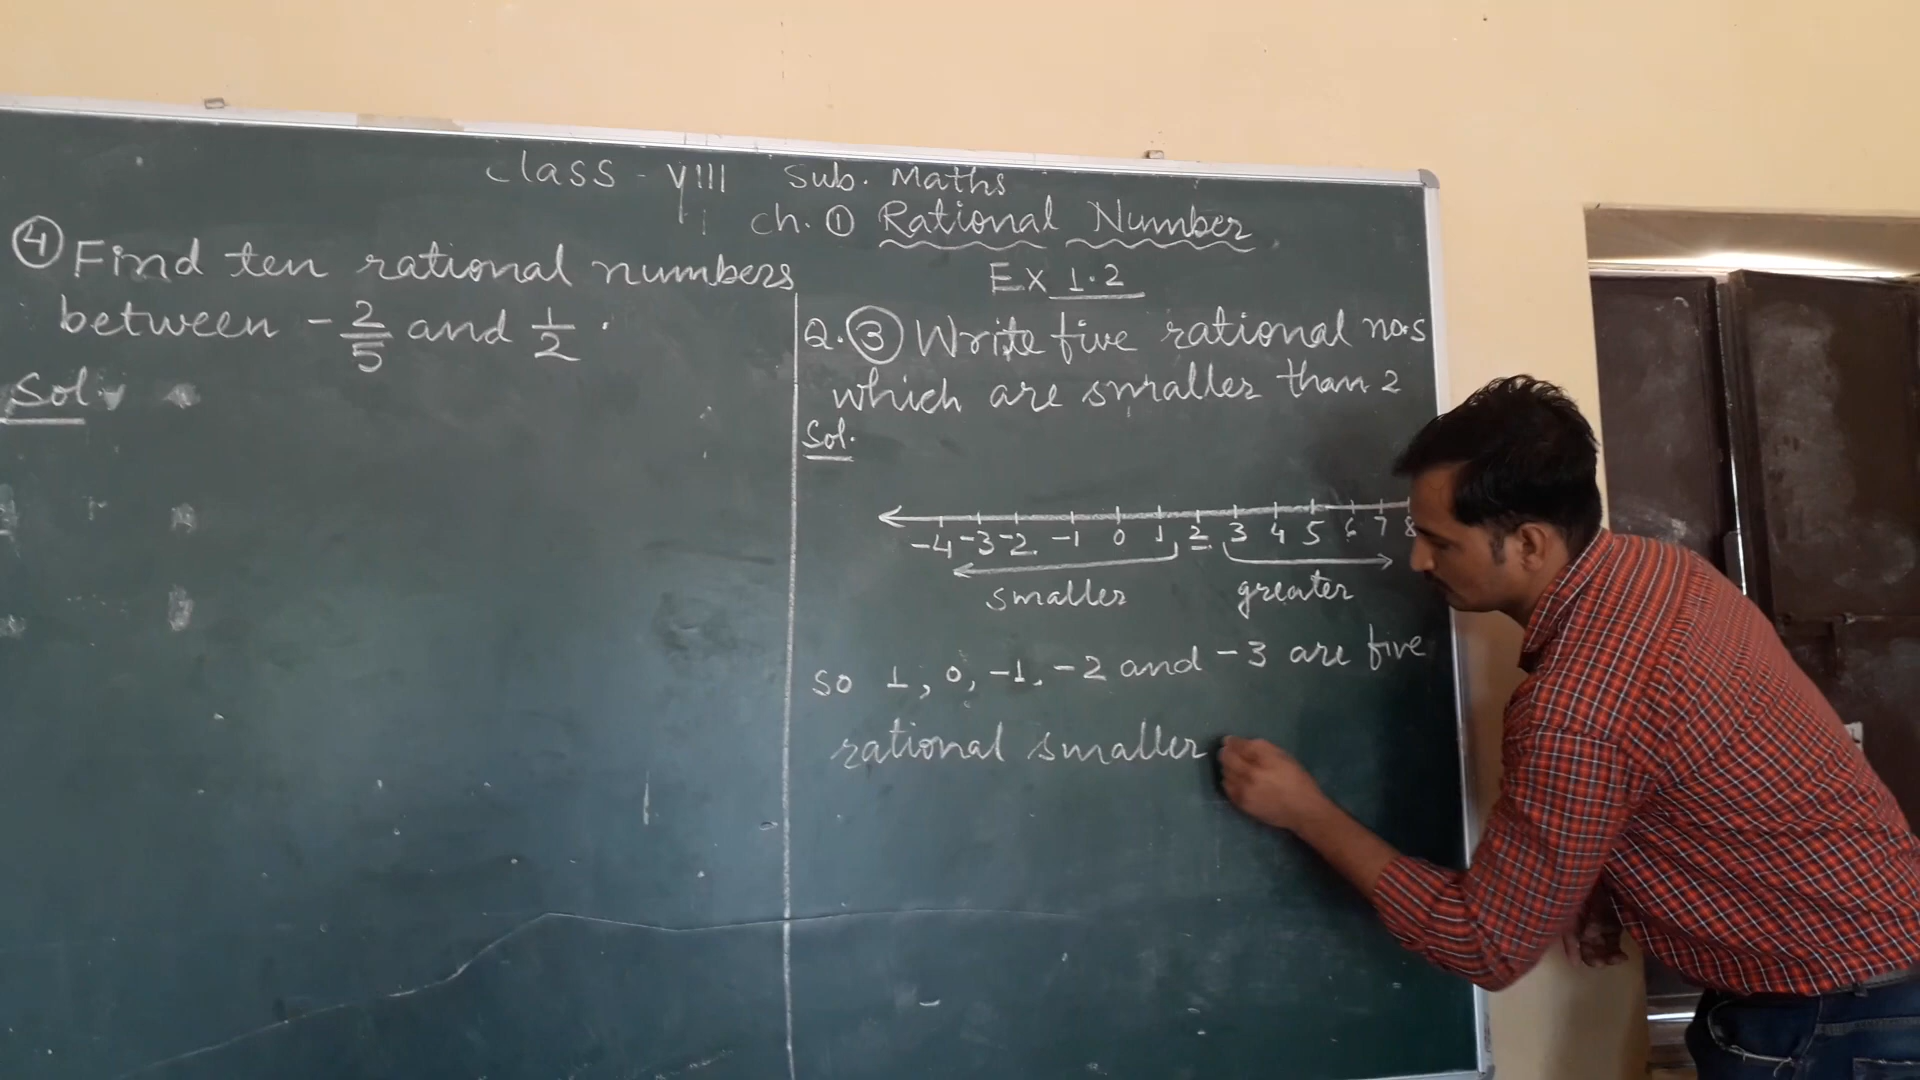 Class - VIII Sub. Maths
Ch. ① Rational Number
④ Find ten rational numbers
between -2/5 and 1/2.
Sol.
Ex 1.2
Q. ③ Write five rational no.s
which are smaller than 2
Sol.
-4 -3 -2 -1 0 1 2 3 4 5 6 7 8
smaller greater
so 1, 0, -1, -2 and -3 are five
rational smaller